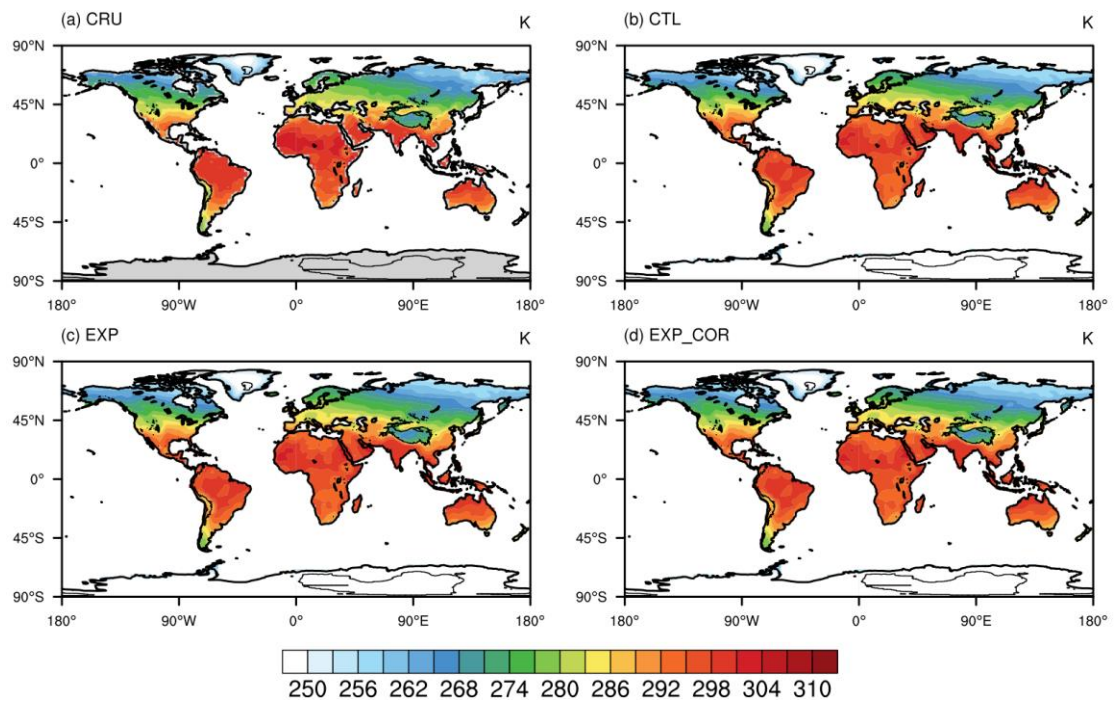 (a) CRU K (b) CTL K
90°N 90°N
45°N 45°N
0° 0°
45°S 45°S
90°S 90°S
180° 90°W 0° 90°E 180° 180° 90°W 0° 90°E 180°
(c) EXP K (d) EXP_COR K
90°N 90°N
45°N 45°N
0° 0°
45°S 45°S
90°S 90°S
180° 90°W 0° 90°E 180° 180° 90°W 0° 90°E 180°
250 256 262 268 274 280 286 292 298 304 310